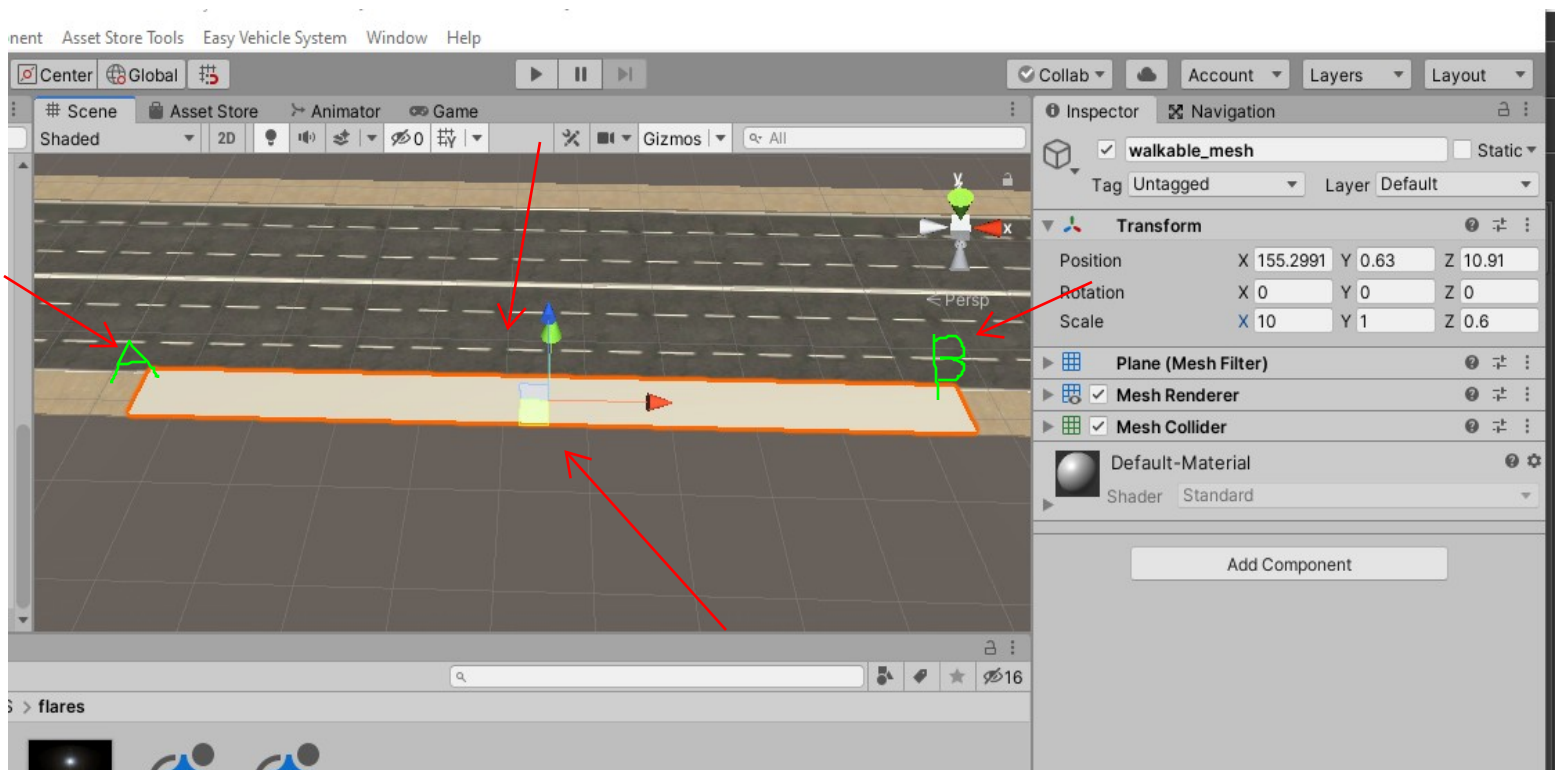 nent Asset Store Tools Easy Vehicle System Window Help
Center Global Collab Account Layers Layout
Scene Asset Store Animator Game Inspector Navigation
Shaded 2D 0 Gizmos All
walkable_mesh Static
Tag Untagged Layer Default
y
x
Persp
Transform
Position X 155.2991 Y 0.63 Z 10.91
Rotation X 0 Y 0 Z 0
Scale X 10 Y 1 Z 0.6
A B
Plane (Mesh Filter)
Mesh Renderer
Mesh Collider
Default-Material
Shader Standard
Add Component
16
S > flares